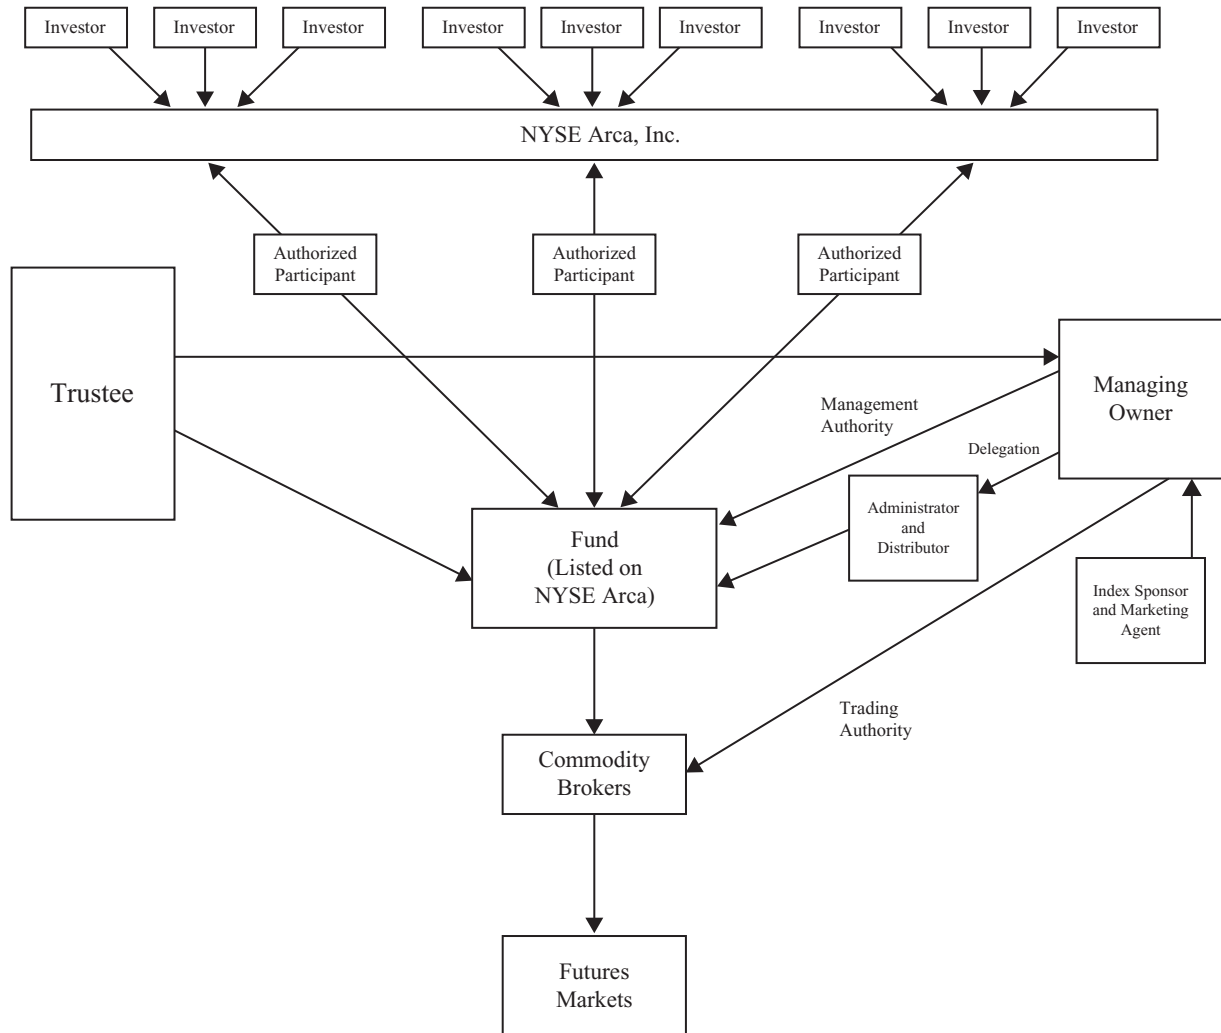 Investor
Investor
Investor
Investor
Investor
Investor
Investor
Investor
Investor
NYSE Arca, Inc.
Authorized
Participant
Authorized
Participant
Authorized
Participant
Trustee
Managing
Owner
Management
Authority
Delegation
Administrator
and
Distributor
Fund
(Listed on
NYSE Arca)
Index Sponsor
and Marketing
Agent
Trading
Authority
Commodity
Brokers
Futures
Markets